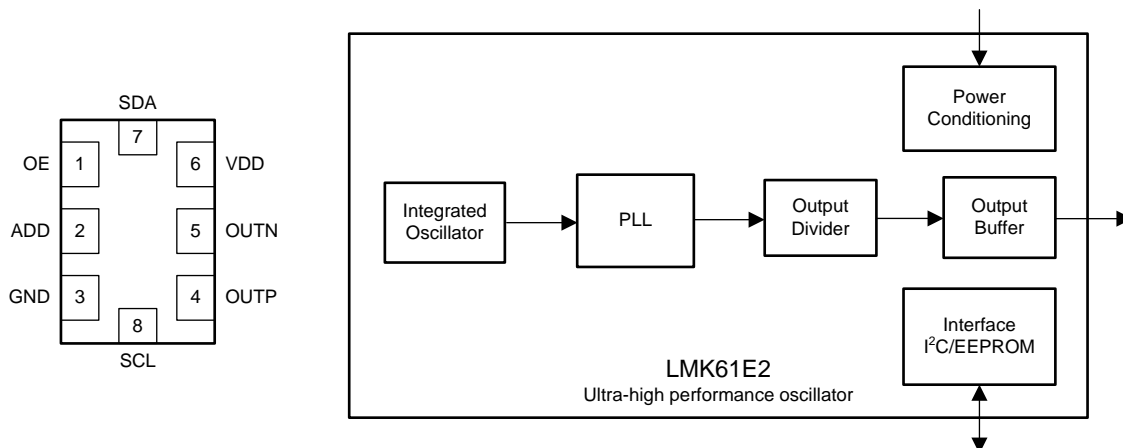 SDA
7
OE 1 6 VDD
ADD 2 5 OUTN
GND 3 4 OUTP
8
SCL
Power
Conditioning
Integrated
Oscillator
PLL
Output
Divider
Output
Buffer
Interface
I²C/EEPROM
LMK61E2
Ultra-high performance oscillator